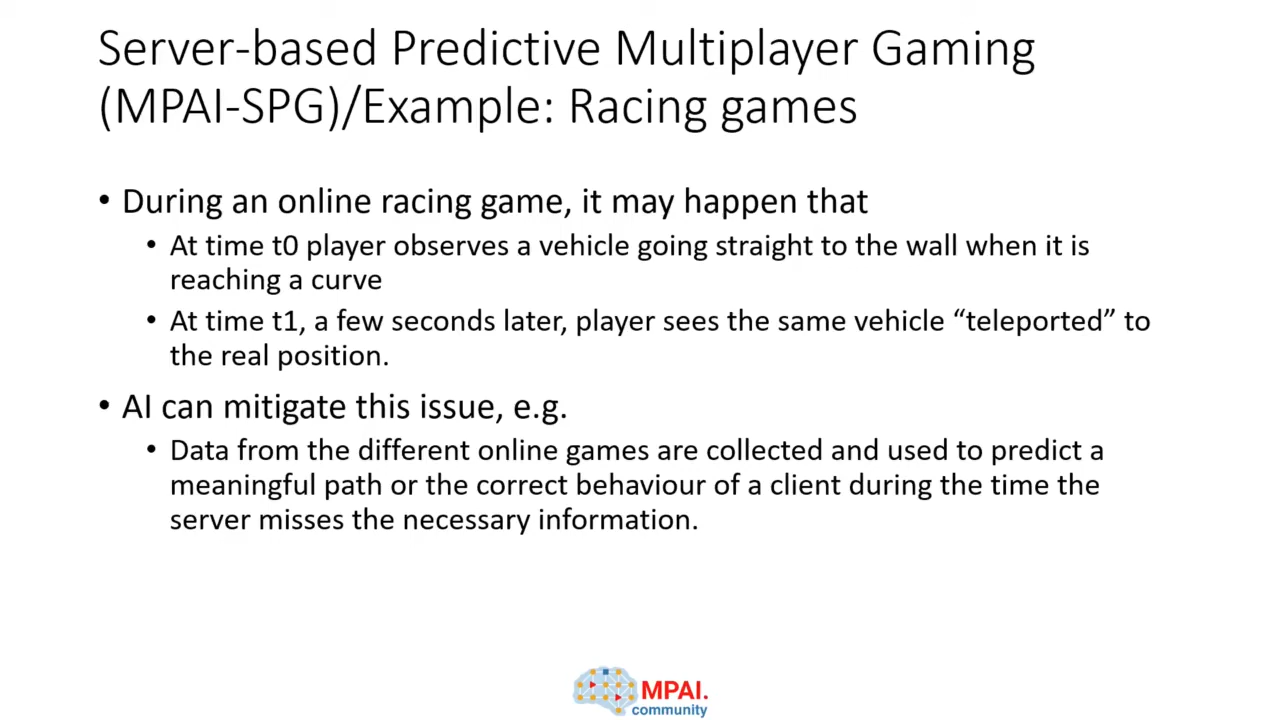 Server-based Predictive Multiplayer Gaming
(MPAI-SPG)/Example: Racing games
• During an online racing game, it may happen that
• At time t0 player observes a vehicle going straight to the wall when it is
reaching a curve
• At time t1, a few seconds later, player sees the same vehicle “teleported” to
the real position.
• AI can mitigate this issue, e.g.
• Data from the different online games are collected and used to predict a
meaningful path or the correct behaviour of a client during the time the
server misses the necessary information.
MPAI.
community